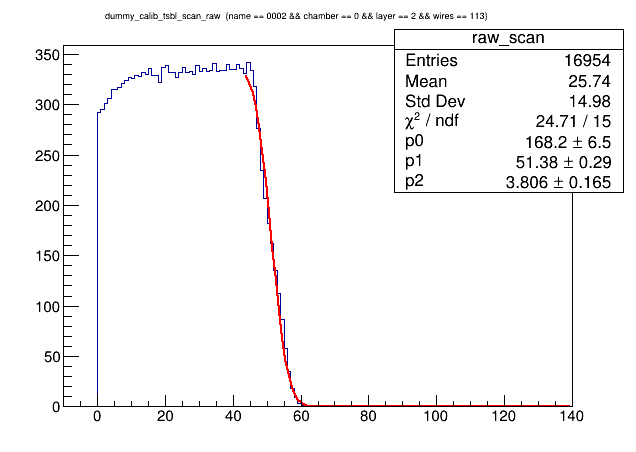 dummy_calib_tsbl_scan_raw {name == 0002 && chamber == 0 && layer == 2 && wires == 113}
raw_scan
Entries 16954
Mean 25.74
Std Dev 14.98
χ² / ndf 24.71 / 15
p0 168.2 ± 6.5
p1 51.38 ± 0.29
p2 3.806 ± 0.165
350
300
250
200
150
100
50
0
0 20 40 60 80 100 120 140